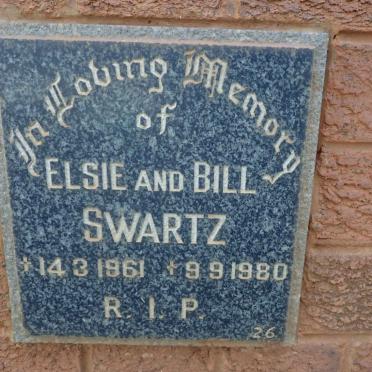 In Loving Memory
of
ELSIE AND BILL
SWARTZ
†14 3 1961 †9 9 1980
R. I. P.
26